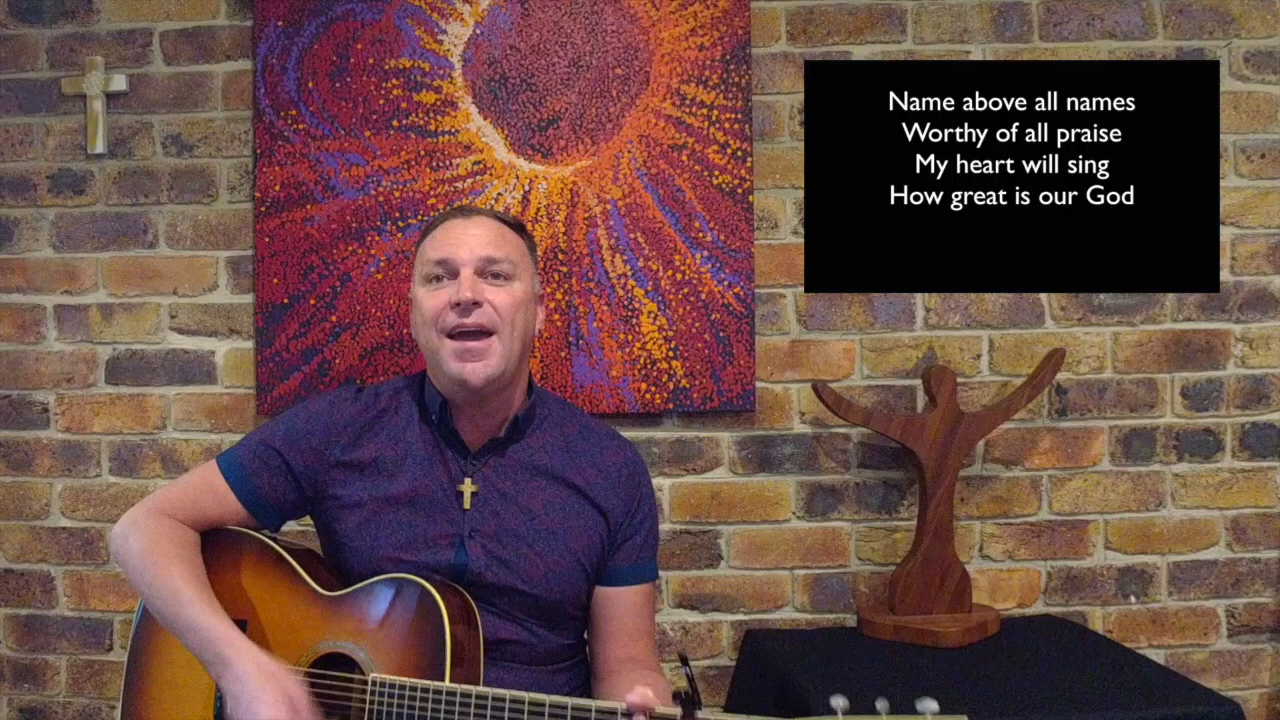 Name above all names
Worthy of all praise
My heart will sing
How great is our God